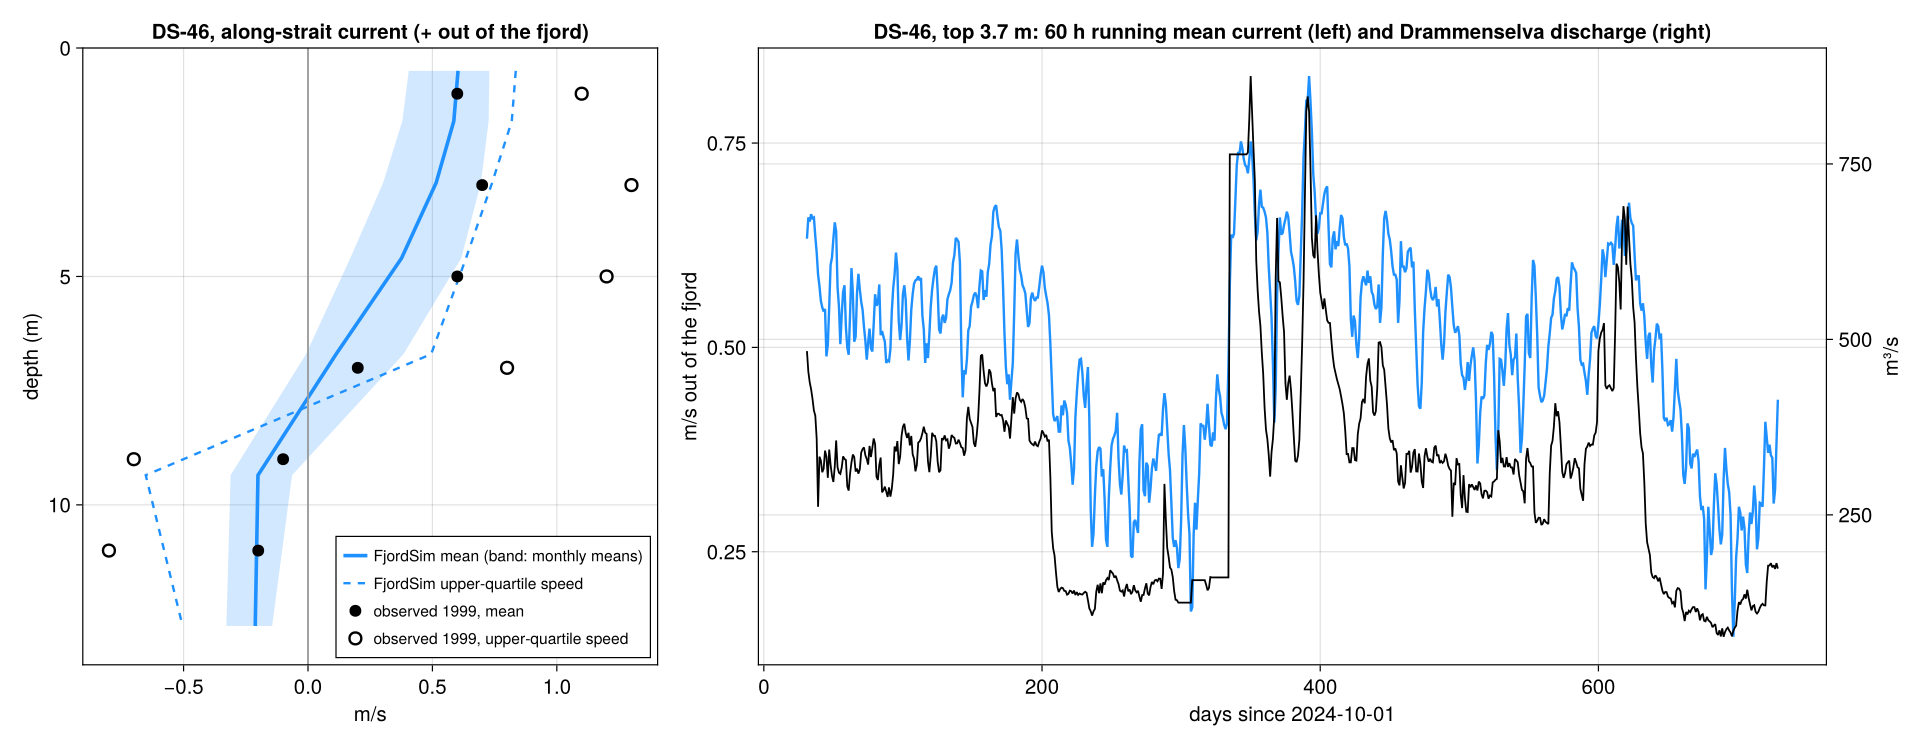 DS-46, along-strait current (+ out of the fjord)
0
5
10
depth (m)
−0.5
0.0
0.5
1.0
m/s
FjordSim mean (band: monthly means)
FjordSim upper-quartile speed
observed 1999, mean
observed 1999, upper-quartile speed
DS-46, top 3.7 m: 60 h running mean current (left) and Drammenselva discharge (right)
0.75
0.50
0.25
m/s out of the fjord
750
500
250
m³/s
0
200
400
600
days since 2024-10-01